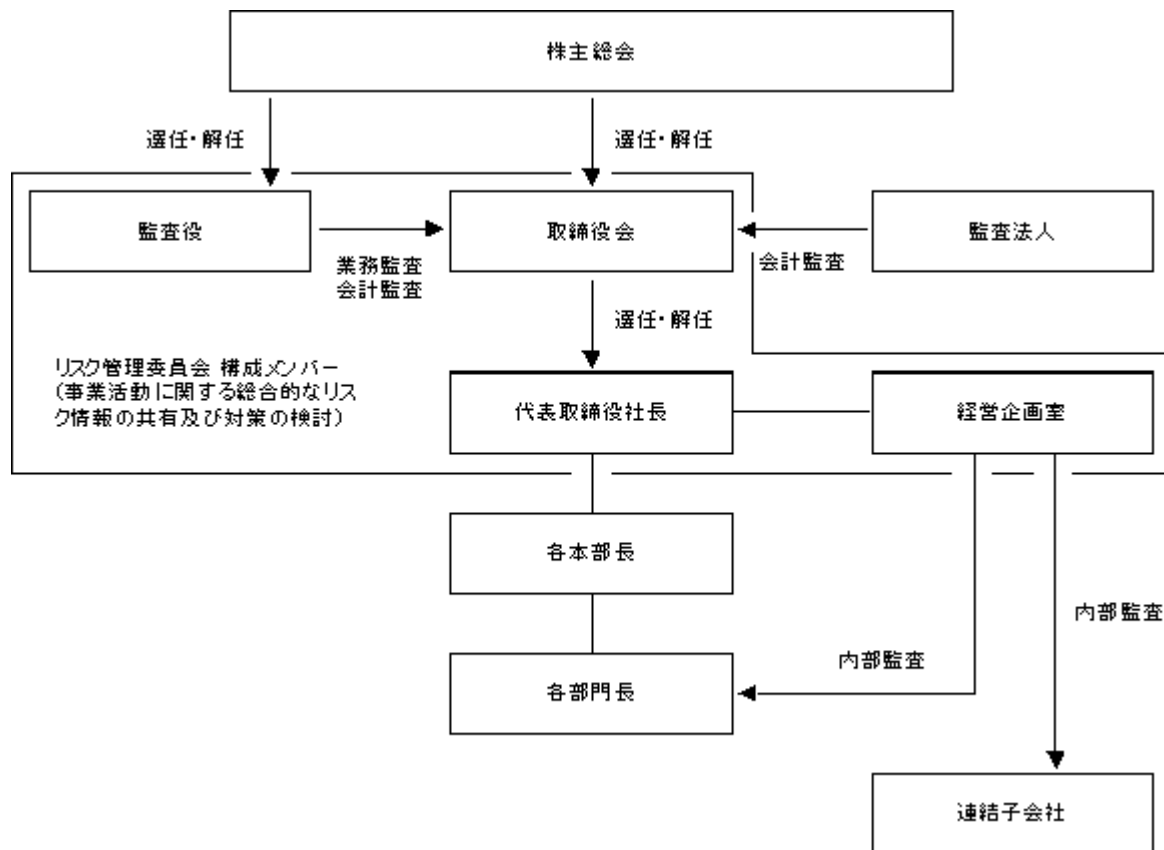 株主総会
選任・解任
選任・解任
監査役
取締役会
監査法人
業務監査
会計監査
会計監査
選任・解任
リスク管理委員会 構成メンバー
（事業活動に関する総合的なリス
ク情報の共有及び対策の検討）
代表取締役社長
経営企画室
各本部長
内部監査
内部監査
各部門長
連結子会社